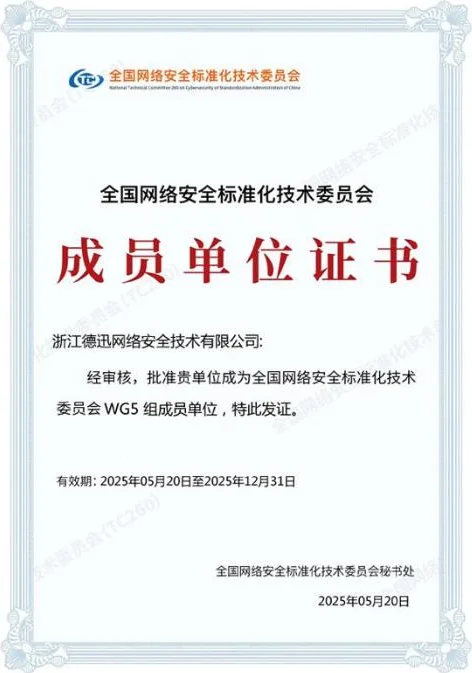 全国网络安全标准化技术委员会
National Technical Committee 260 on Cybersecurity of Standardization Administration of China
全国网络安全标准化技术委员会
成员单位证书
浙江德迅网络安全技术有限公司:
经审核，批准贵单位成为全国网络安全标准化技术
委员会WG5 组成员单位，特此发证。
有效期: 2025年05月20日至2025年12月31日
全国网络安全标准化技术委员会秘书处
2025年05月20日